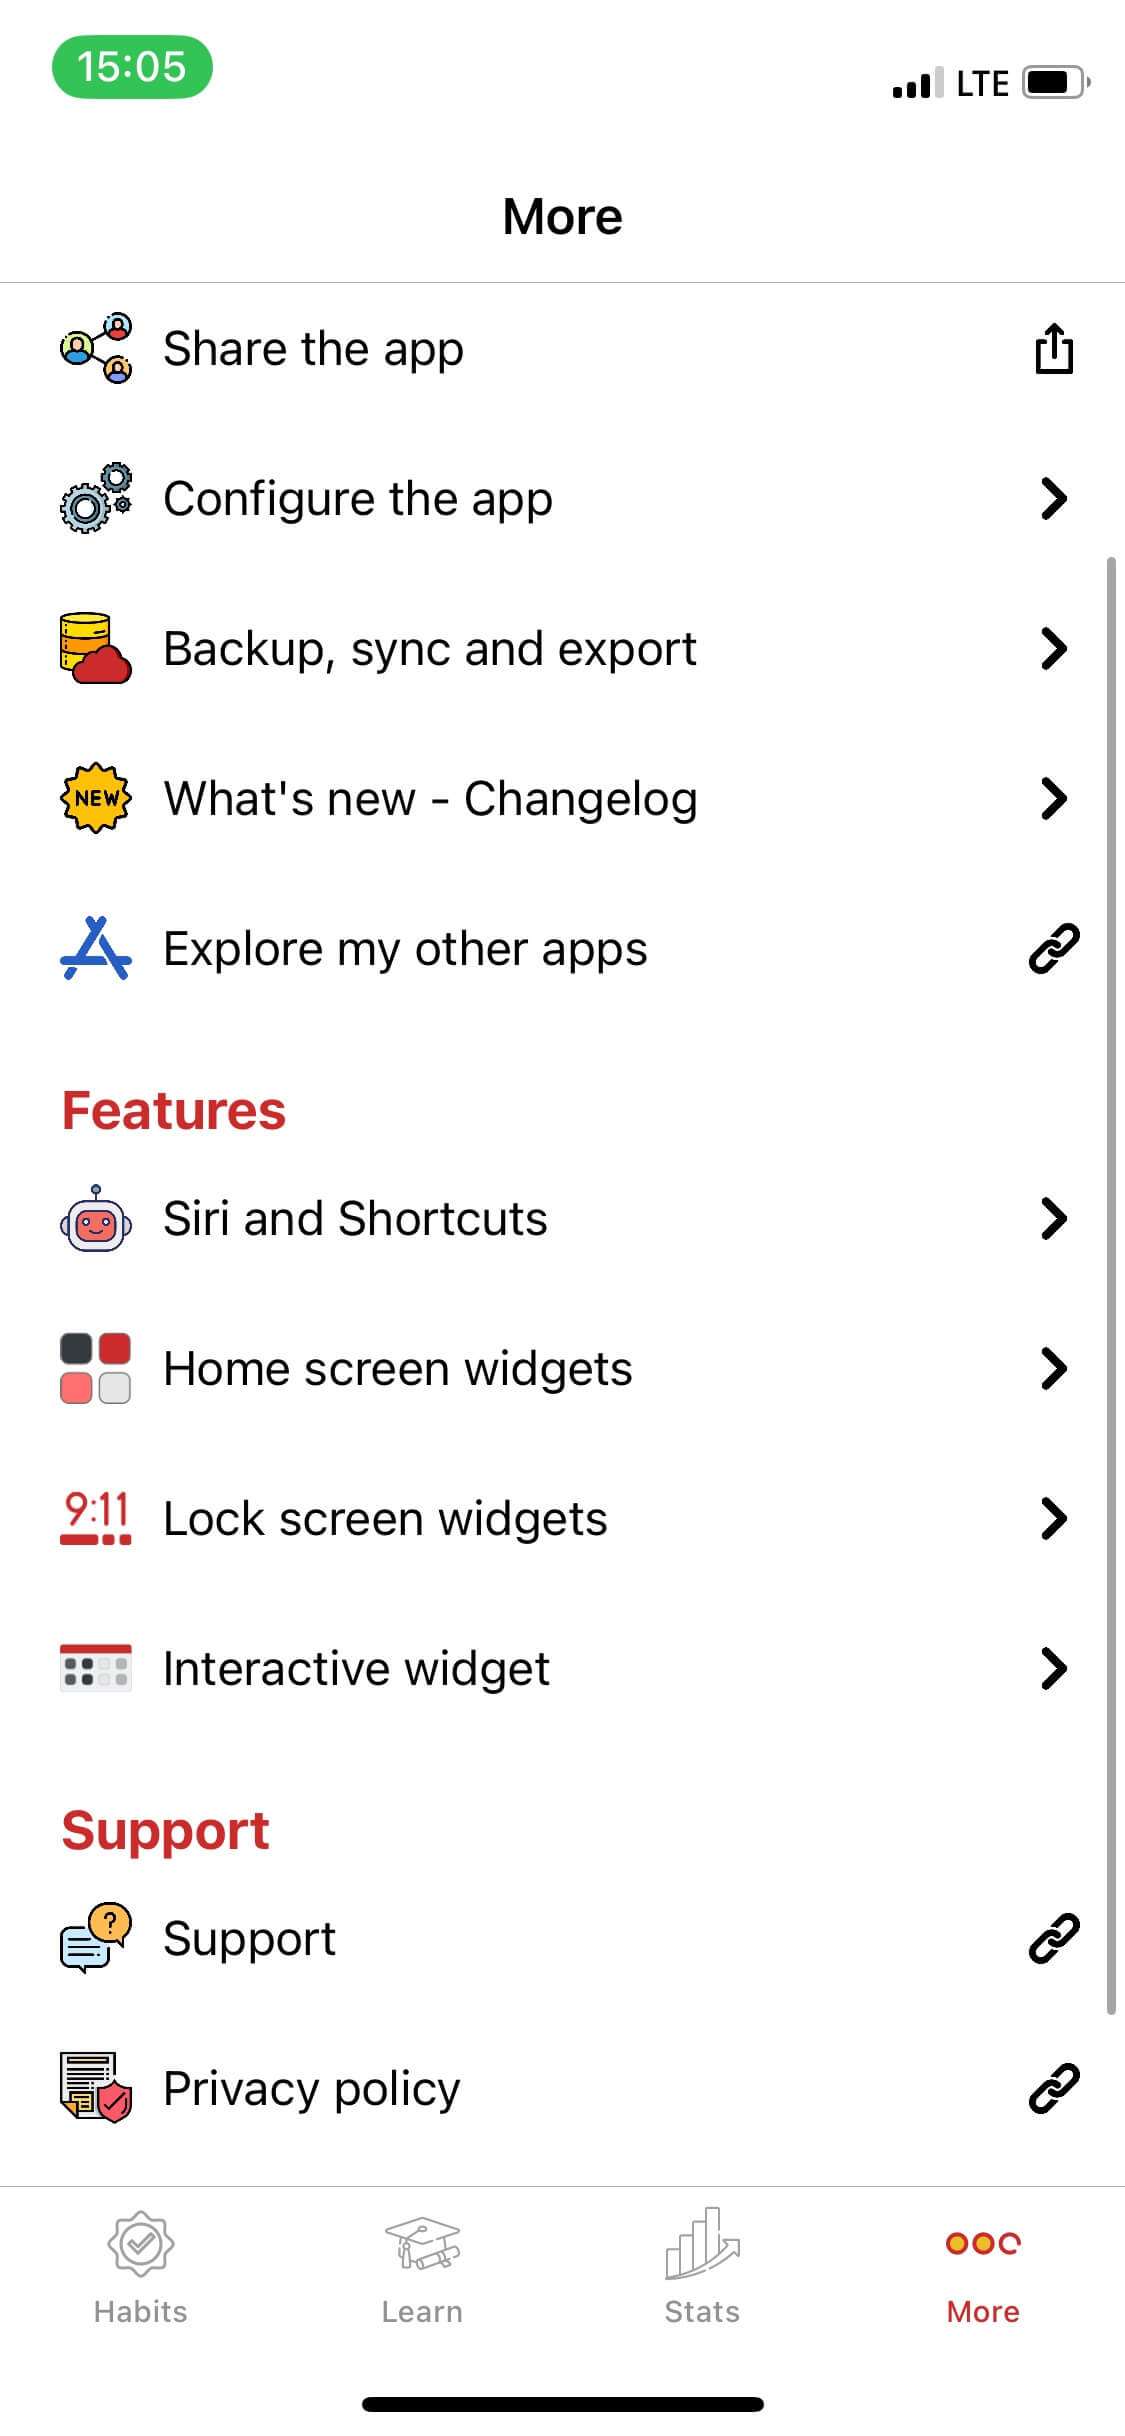 15:05
LTE
More
Share the app
Configure the app
Backup, sync and export
NEW
What's new - Changelog
Explore my other apps
Features
Siri and Shortcuts
Home screen widgets
9:11
Lock screen widgets
Interactive widget
Support
?
Support
Privacy policy
Habits
Learn
Stats
More